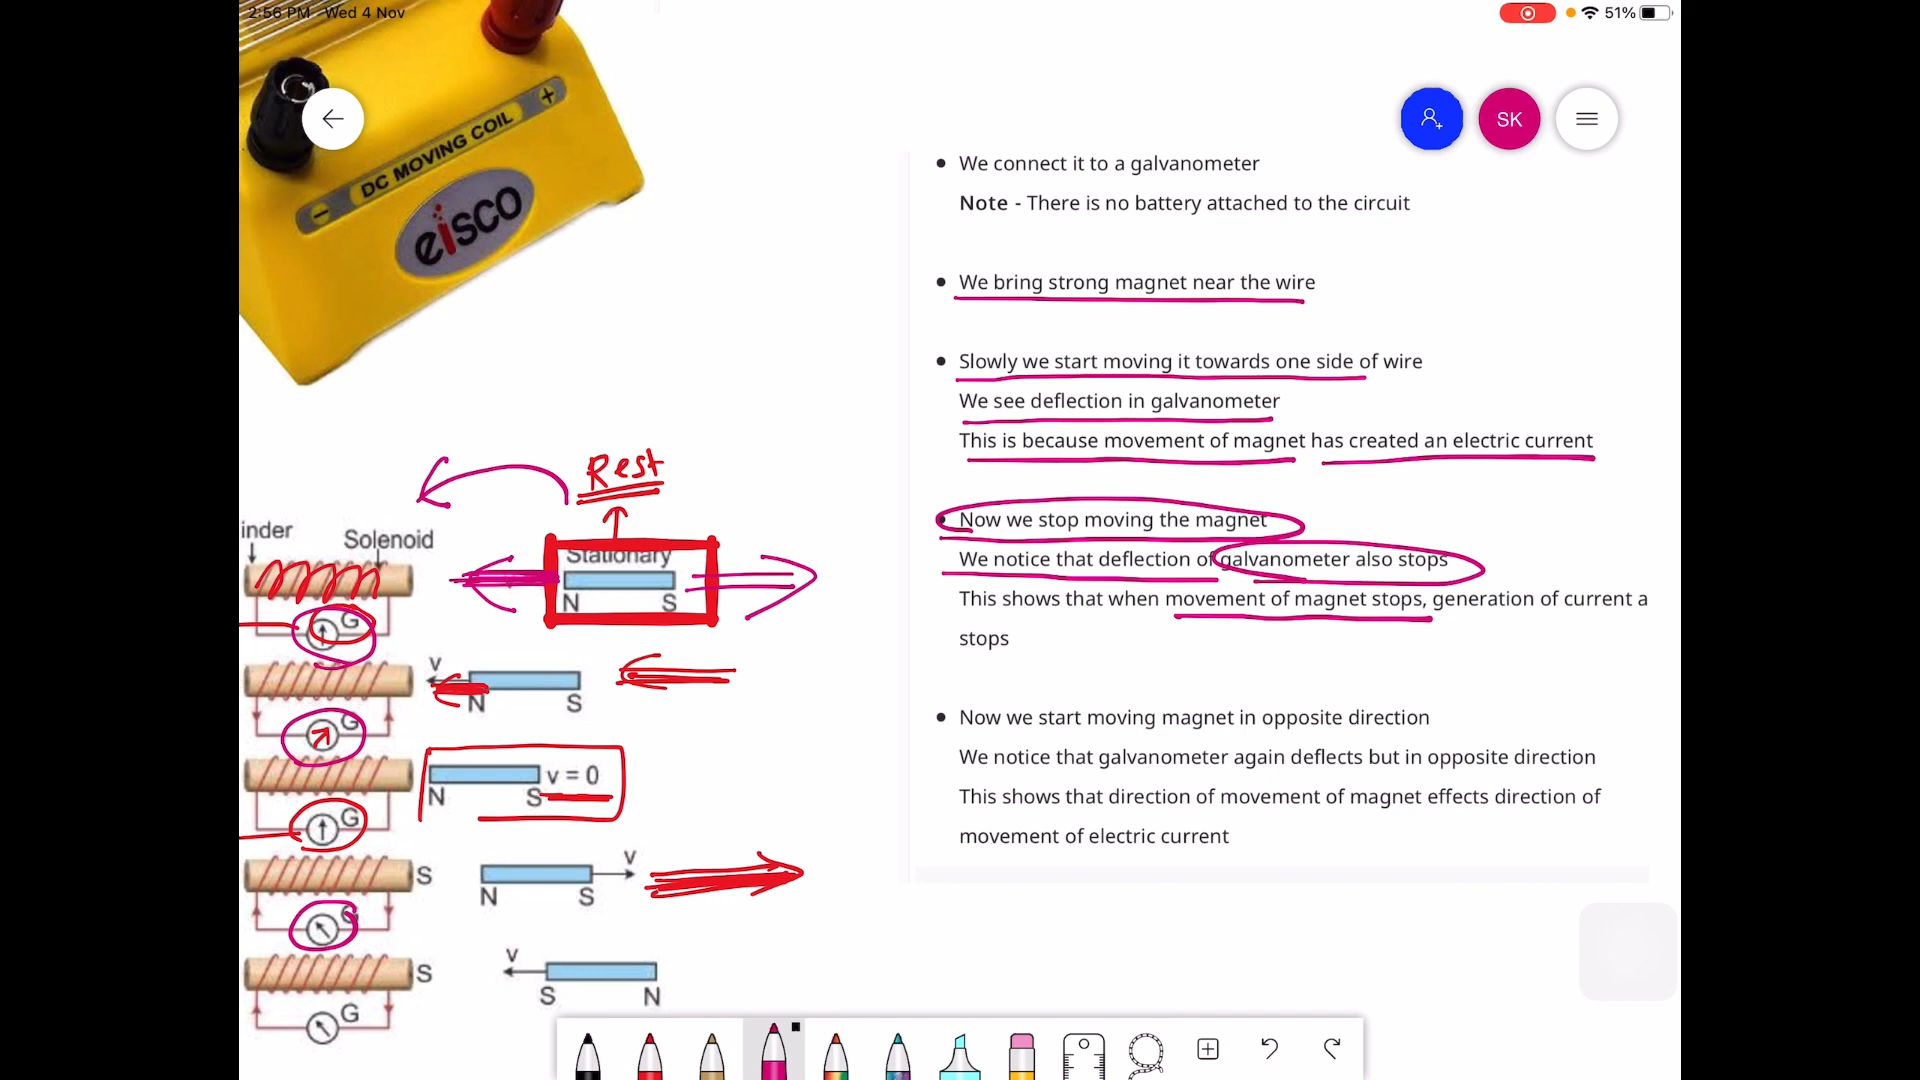 2:56 PM Wed 4 Nov
51%
SK
− DC MOVING COIL +
eisco
We connect it to a galvanometer
Note - There is no battery attached to the circuit
We bring strong magnet near the wire
Slowly we start moving it towards one side of wire
We see deflection in galvanometer
This is because movement of magnet has created an electric current
Now we stop moving the magnet
We notice that deflection of galvanometer also stops
This shows that when movement of magnet stops, generation of current a
stops
Now we start moving magnet in opposite direction
We notice that galvanometer again deflects but in opposite direction
This shows that direction of movement of magnet effects direction of
movement of electric current
Rest
inder
Solenoid
Stationary
N S
G
v
N S
G
v = 0
N S
G
S
v
N S
G
S
v
S N
G